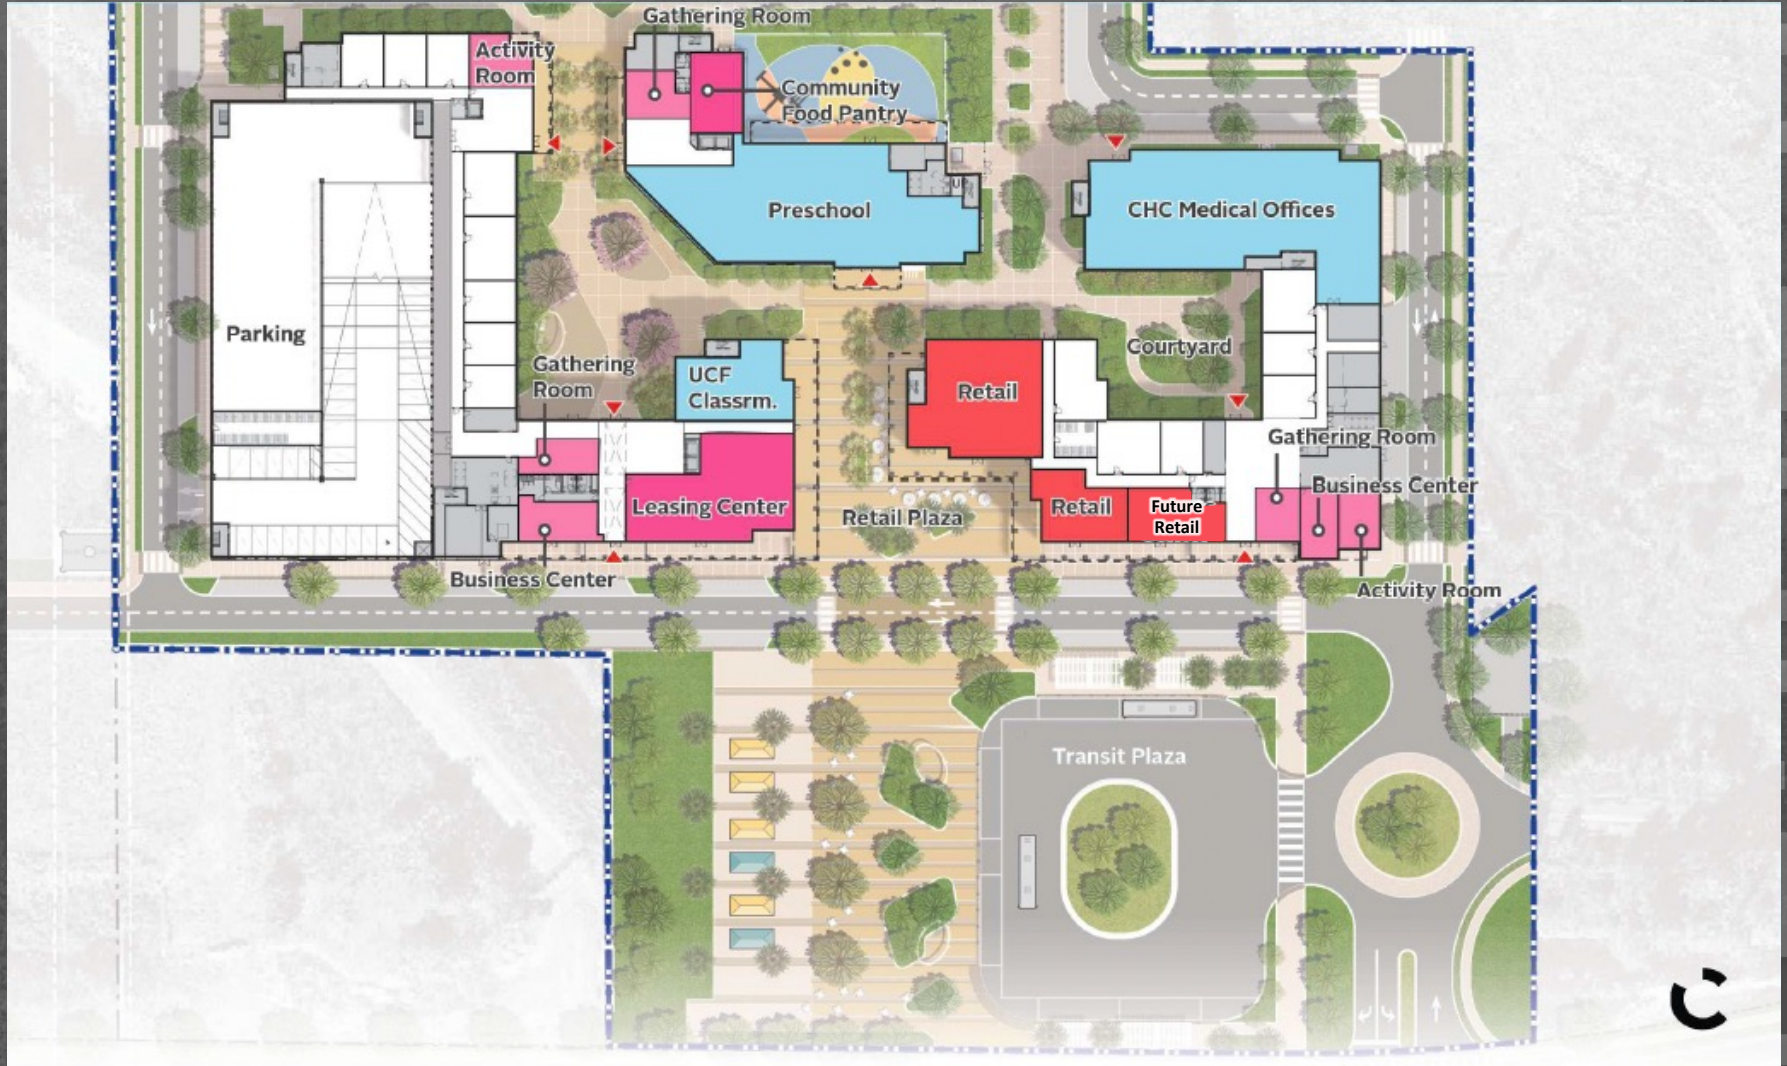 Gathering Room
Activity
Room
Community
Food Pantry
Preschool
CHC Medical Offices
Parking
Gathering
Room
UCF
Classrm.
Retail
Courtyard
Gathering Room
Business Center
Leasing Center
Retail Plaza
Retail
Future
Retail
Business Center
Activity Room
Transit Plaza